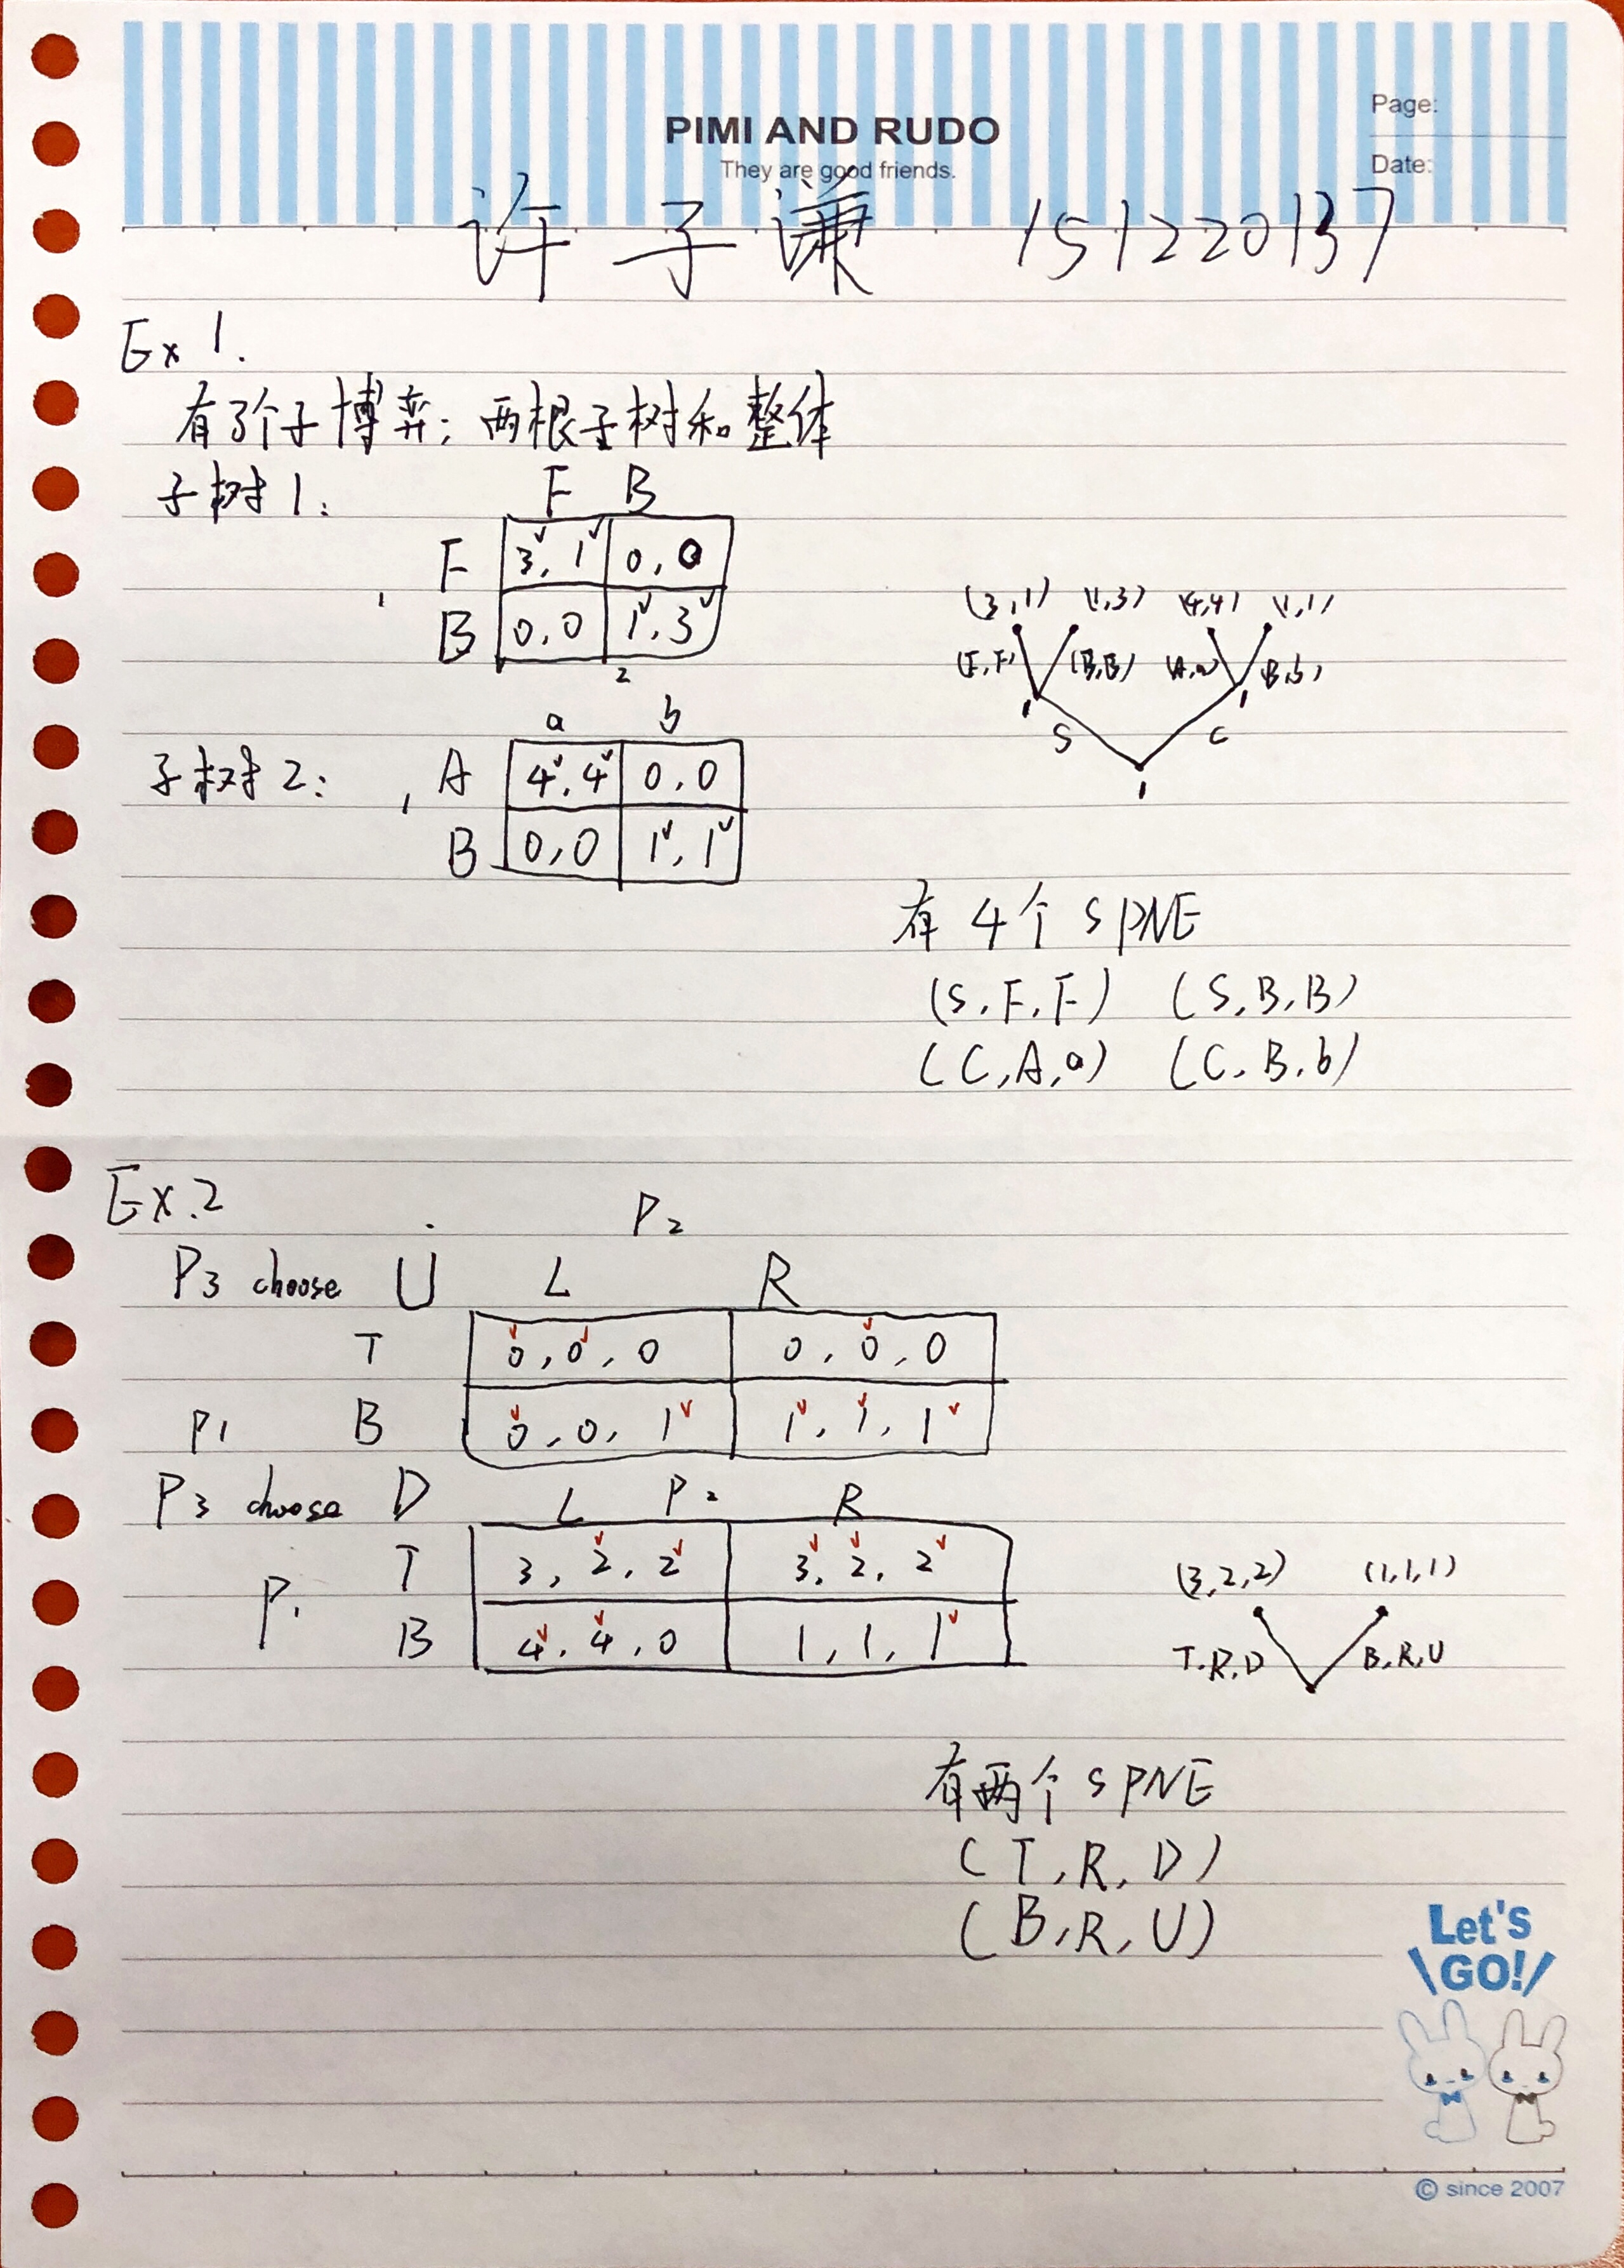 PIMI AND RUDO
They are good friends.
Page:
Date:
许子谦 151220137
Ex 1.
有3个子博弈; 两根子树和整体
子树1:
F B
F 3, 1 0, 0
1
B 0, 0 1, 3
2
(3,1) (1,3) (4,4) (1,1)
(F,F) (B,B) (A,a) (B,b)
1 1
S C
1
子树2:
a b
1 A 4, 4 0, 0
B 0, 0 1, 1
有4个SPNE
(S, F, F) (S, B, B)
(C, A, a) (C, B, b)
Ex.2
P2
P3 choose U L R
T 0, 0, 0 0, 0, 0
P1 B 0, 0, 1 1, 1, 1
P3 choose D L P2 R
T 3, 2, 2 3, 2, 2
P1
B 4, 4, 0 1, 1, 1
(3,2,2) (1,1,1)
T,R,D B,R,U
有两个SPNE
(T, R, D)
(B, R, U)
Let's
GO!
© since 2007